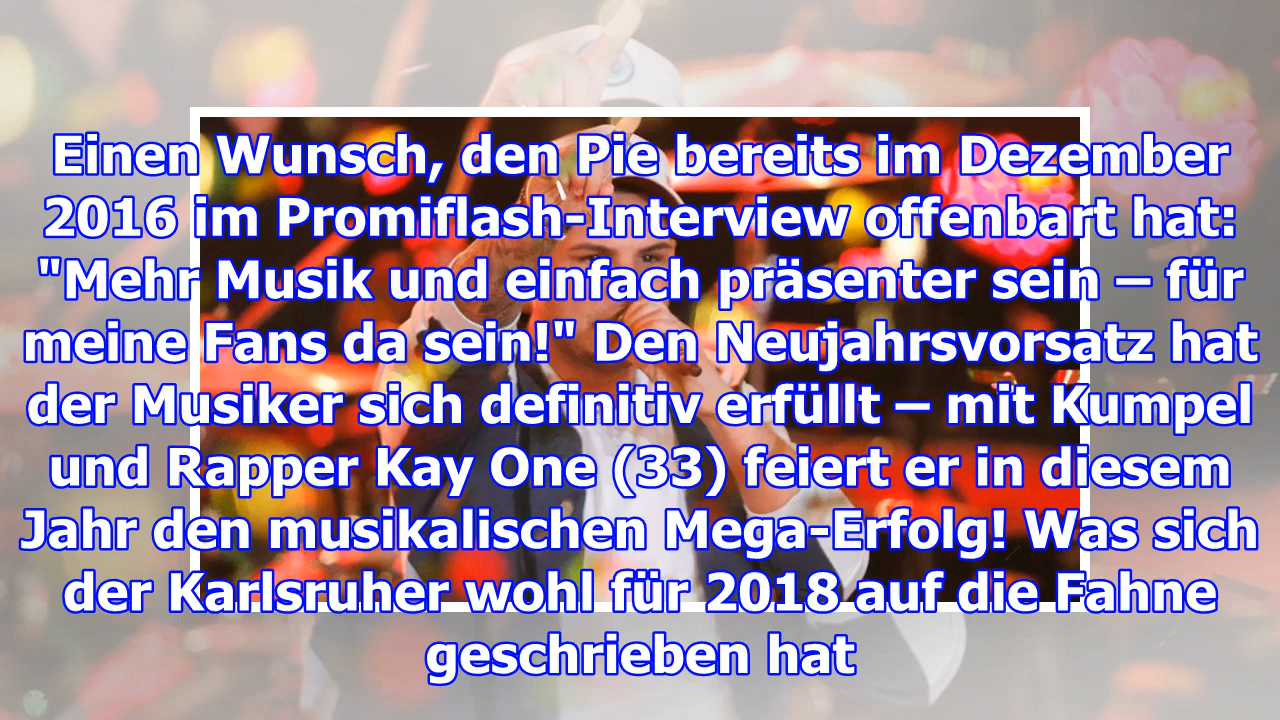 Einen Wunsch, den Pie bereits im Dezember
2016 im Promiflash-Interview offenbart hat:
"Mehr Musik und einfach präsenter sein – für
meine Fans da sein!" Den Neujahrsvorsatz hat
der Musiker sich definitiv erfüllt – mit Kumpel
und Rapper Kay One (33) feiert er in diesem
Jahr den musikalischen Mega-Erfolg! Was sich
der Karlsruher wohl für 2018 auf die Fahne
geschrieben hat